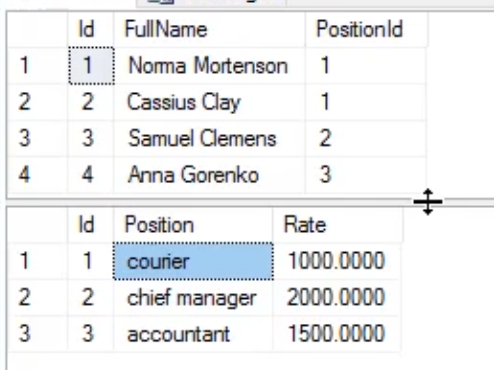 Id FullName PositionId
1 1 Norma Mortenson 1
2 2 Cassius Clay 1
3 3 Samuel Clemens 2
4 4 Anna Gorenko 3
Id Position Rate
1 1 courier 1000.0000
2 2 chief manager 2000.0000
3 3 accountant 1500.0000